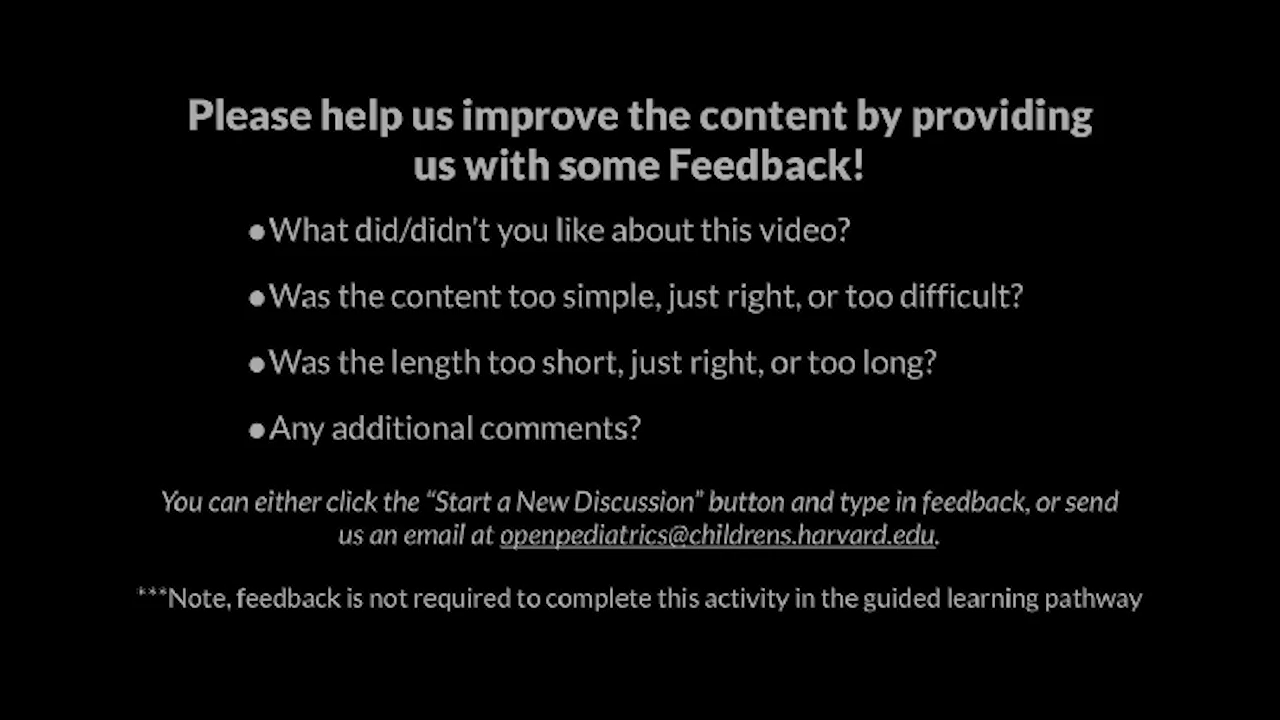 Please help us improve the content by providing
us with some Feedback!
●What did/didn't you like about this video?
●Was the content too simple, just right, or too difficult?
●Was the length too short, just right, or too long?
●Any additional comments?
You can either click the “Start a New Discussion” button and type in feedback, or send
us an email at openpediatrics@childrens.harvard.edu.
***Note, feedback is not required to complete this activity in the guided learning pathway